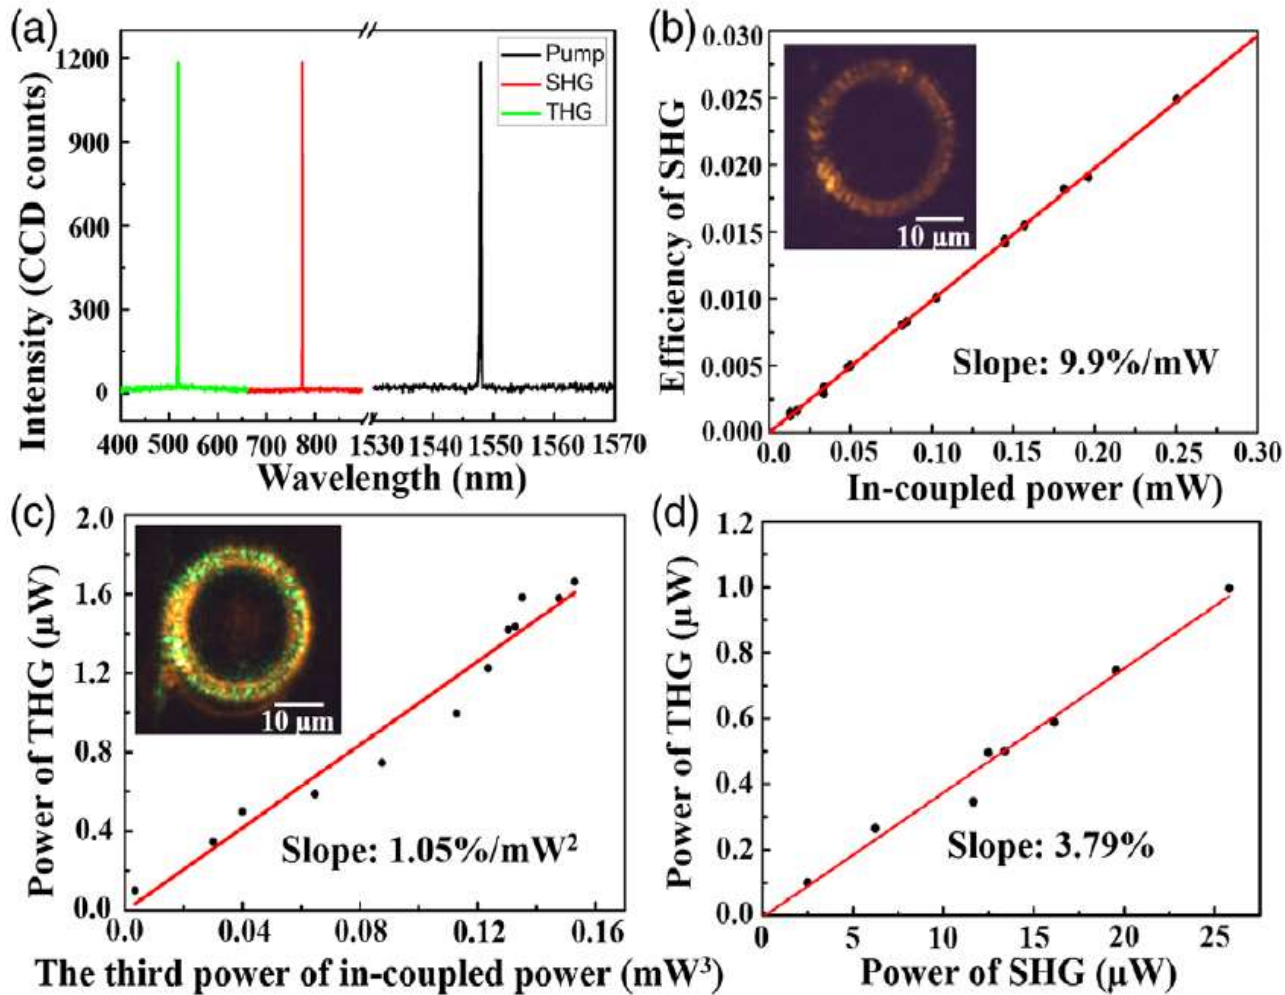 (a)
Intensity (CCD counts)
1200
900
600
300
0
Pump
SHG
THG
400 500 600 700 800 1530 1540 1550 1560 1570
Wavelength (nm)
(b)
Efficiency of SHG
0.030
0.025
0.020
0.015
0.010
0.005
0.000
10 μm
Slope: 9.9%/mW
0.0 0.05 0.10 0.15 0.20 0.25 0.30
In-coupled power (mW)
(c)
Power of THG (μW)
2.0
1.6
1.2
0.8
0.4
0.0
10 μm
Slope: 1.05%/mW²
0.0 0.04 0.08 0.12 0.16
The third power of in-coupled power (mW³)
(d)
Power of THG (μW)
1.2
1.0
0.8
0.6
0.4
0.2
0.0
Slope: 3.79%
0 5 10 15 20 25
Power of SHG (μW)